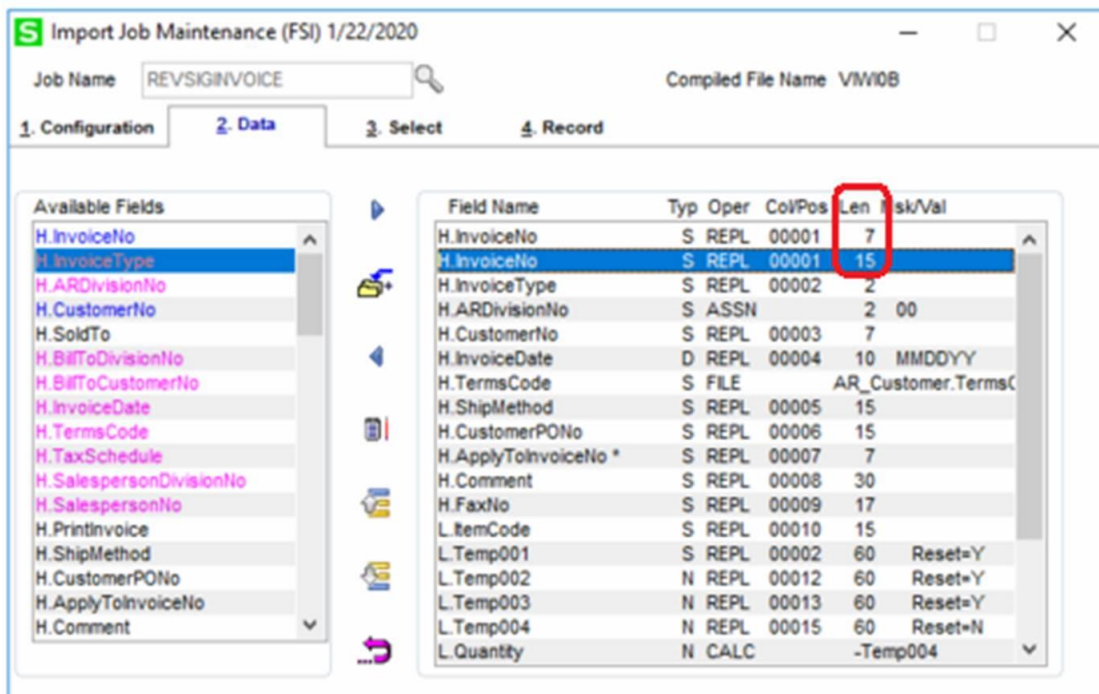 S Import Job Maintenance (FSI) 1/22/2020
Job Name REVSIGINVOICE Compiled File Name VIWI0B
1. Configuration 2. Data 3. Select 4. Record
Available Fields
H.InvoiceNo
H.InvoiceType
H.ARDivisionNo
H.CustomerNo
H.SoldTo
H.BillToDivisionNo
H.BillToCustomerNo
H.InvoiceDate
H.TermsCode
H.TaxSchedule
H.SalespersonDivisionNo
H.SalespersonNo
H.PrintInvoice
H.ShipMethod
H.CustomerPONo
H.ApplyToInvoiceNo
H.Comment
Field Name Typ Oper Col/Pos Len Msk/Val
H.InvoiceNo S REPL 00001 7
H.InvoiceNo S REPL 00001 15
H.InvoiceType S REPL 00002 2
H.ARDivisionNo S ASSN 2 00
H.CustomerNo S REPL 00003 7
H.InvoiceDate D REPL 00004 10 MMDDYY
H.TermsCode S FILE AR_Customer.TermsC
H.ShipMethod S REPL 00005 15
H.CustomerPONo S REPL 00006 15
H.ApplyToInvoiceNo * S REPL 00007 7
H.Comment S REPL 00008 30
H.FaxNo S REPL 00009 17
L.ItemCode S REPL 00010 15
L.Temp001 S REPL 00002 60 Reset=Y
L.Temp002 N REPL 00012 60 Reset=Y
L.Temp003 N REPL 00013 60 Reset=Y
L.Temp004 N REPL 00015 60 Reset=N
L.Quantity N CALC -Temp004